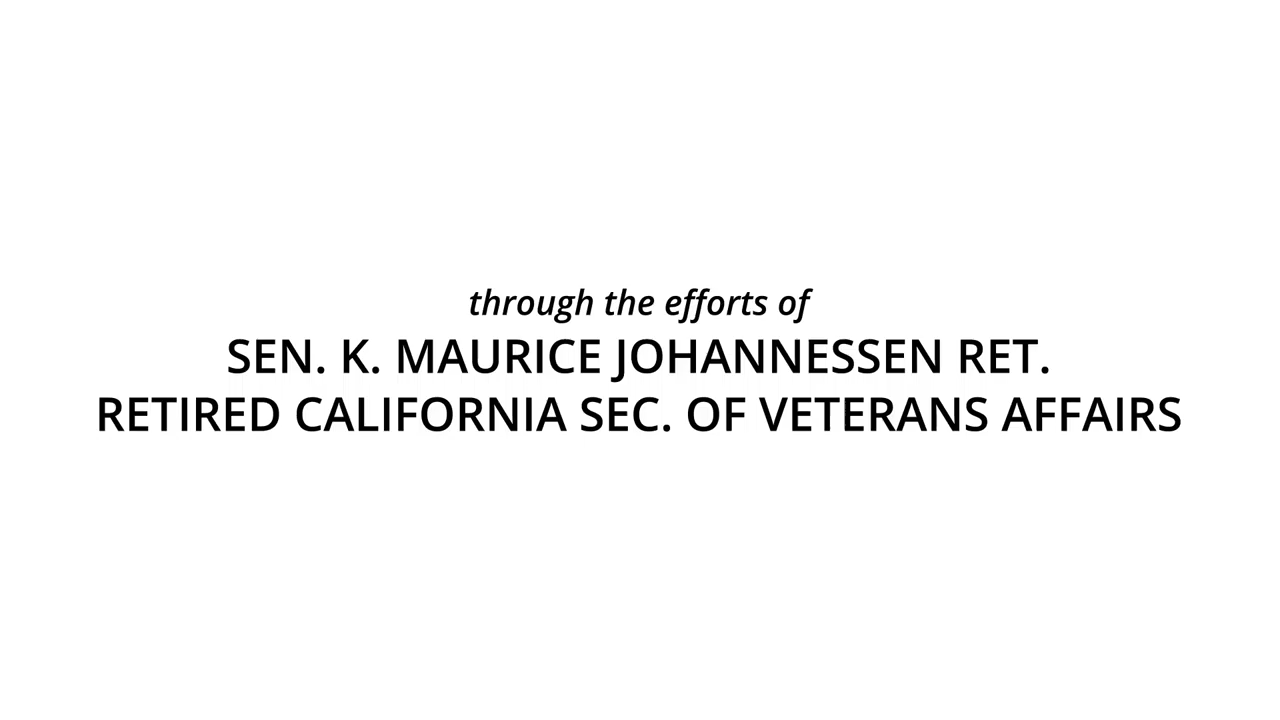 through the efforts of
SEN. K. MAURICE JOHANNESSEN RET.
RETIRED CALIFORNIA SEC. OF VETERANS AFFAIRS